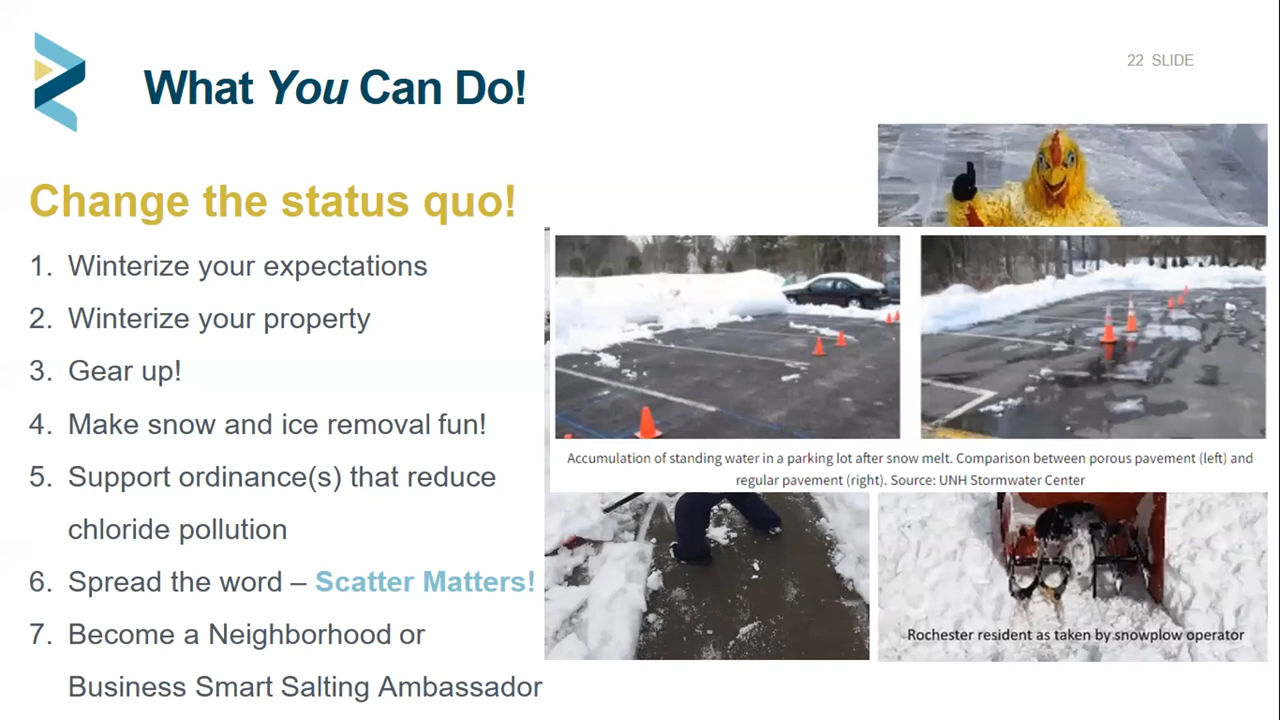 What You Can Do!
22 SLIDE
Change the status quo!
1. Winterize your expectations
2. Winterize your property
3. Gear up!
4. Make snow and ice removal fun!
5. Support ordinance(s) that reduce
chloride pollution
6. Spread the word – Scatter Matters!
7. Become a Neighborhood or
Business Smart Salting Ambassador
Accumulation of standing water in a parking lot after snow melt. Comparison between porous pavement (left) and
regular pavement (right). Source: UNH Stormwater Center
Rochester resident as taken by snowplow operator